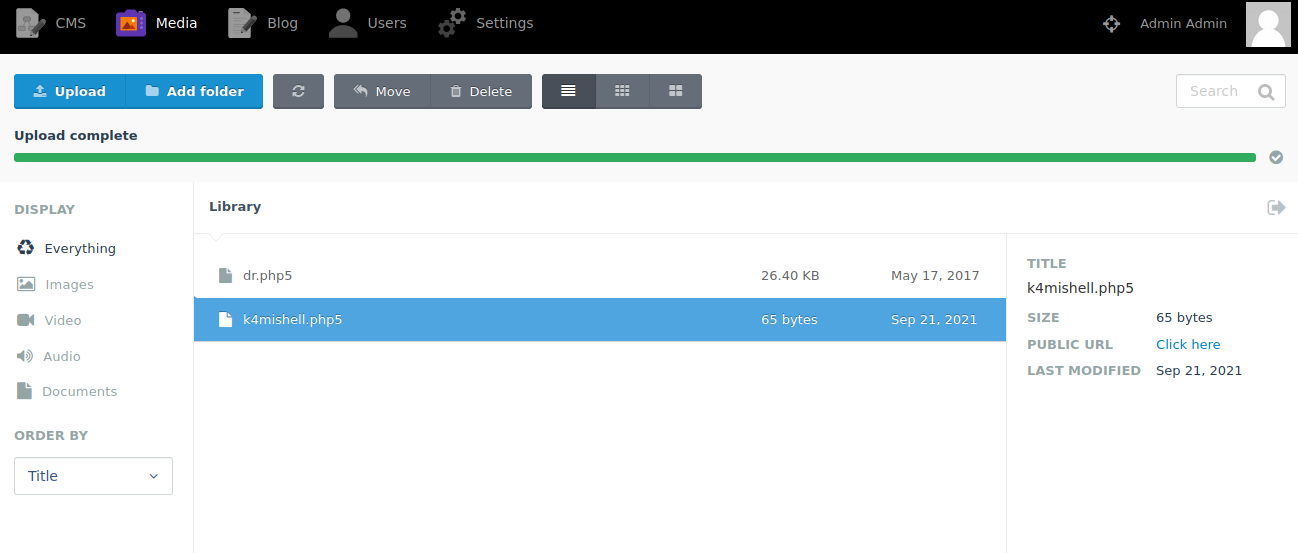 CMS Media Blog Users Settings Admin Admin
Upload Add folder Move Delete Search
Upload complete
DISPLAY
Everything
Images
Video
Audio
Documents
ORDER BY
Title
Library
dr.php5 26.40 KB May 17, 2017
k4mishell.php5 65 bytes Sep 21, 2021
TITLE
k4mishell.php5
SIZE 65 bytes
PUBLIC URL Click here
LAST MODIFIED Sep 21, 2021